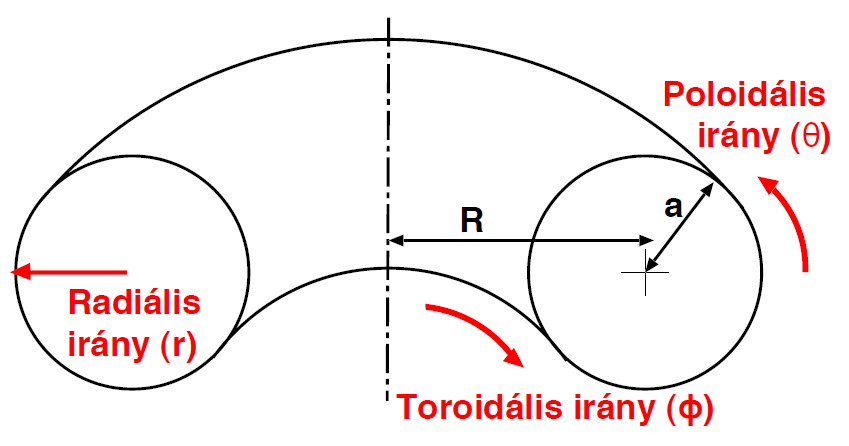 Poloidális
irány (θ)
a
R
Radiális
irány (r)
Toroidális irány (ϕ)